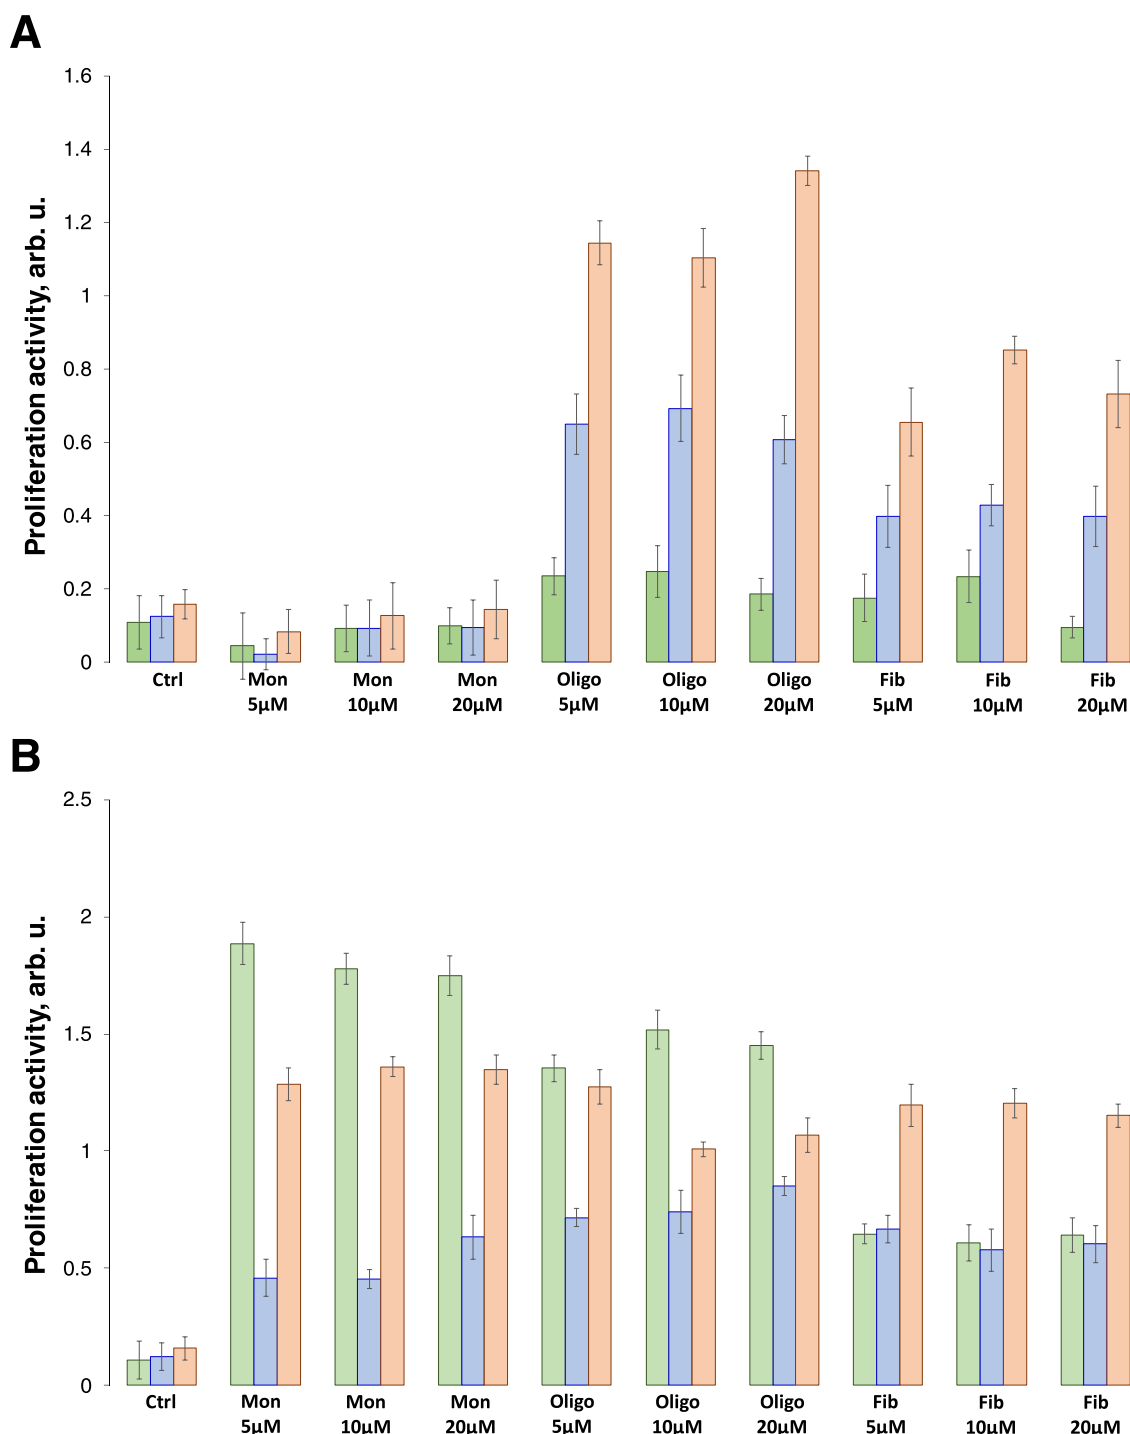 A
Proliferation activity, arb. u.
1.6
1.4
1.2
1
0.8
0.6
0.4
0.2
0
Ctrl Mon Mon Mon Oligo Oligo Oligo Fib Fib Fib
5μM 10μM 20μM 5μM 10μM 20μM 5μM 10μM 20μM
B
Proliferation activity, arb. u.
2.5
2
1.5
1
0.5
0
Ctrl Mon Mon Mon Oligo Oligo Oligo Fib Fib Fib
5μM 10μM 20μM 5μM 10μM 20μM 5μM 10μM 20μM